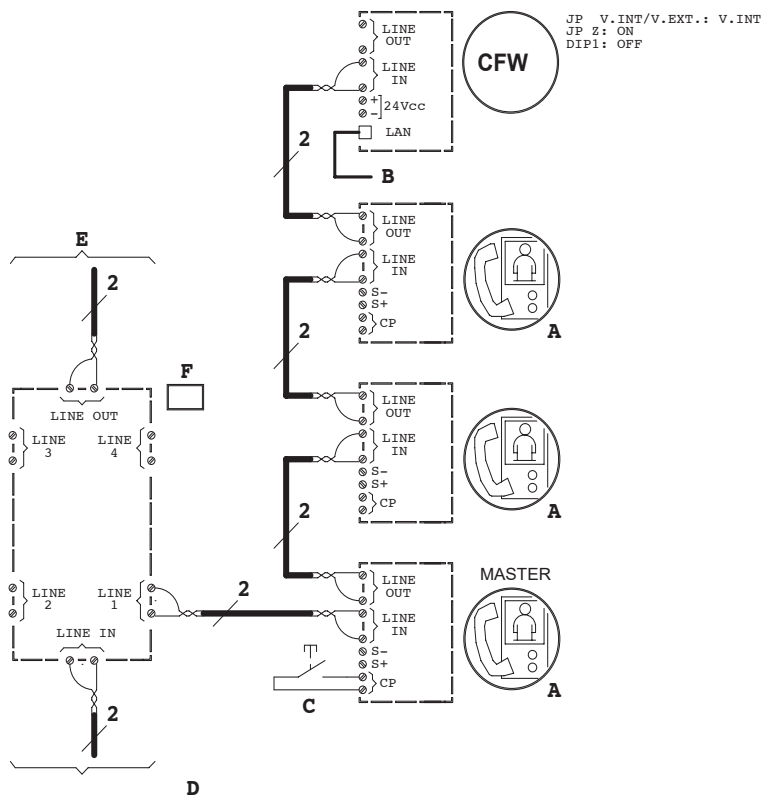 JP V.INT/V.EXT.: V.INT
JP Z: ON
DIP1: OFF
LINE
OUT
LINE
IN
+
-
24Vcc
LAN
CFW
2
B
LINE
OUT
LINE
IN
S-
S+
CP
A
2
E
2
F
LINE OUT
LINE
3
LINE
4
LINE
2
LINE
1
LINE IN
2
D
LINE
OUT
LINE
IN
S-
S+
CP
A
2
2
MASTER
LINE
OUT
LINE
IN
S-
S+
CP
A
C